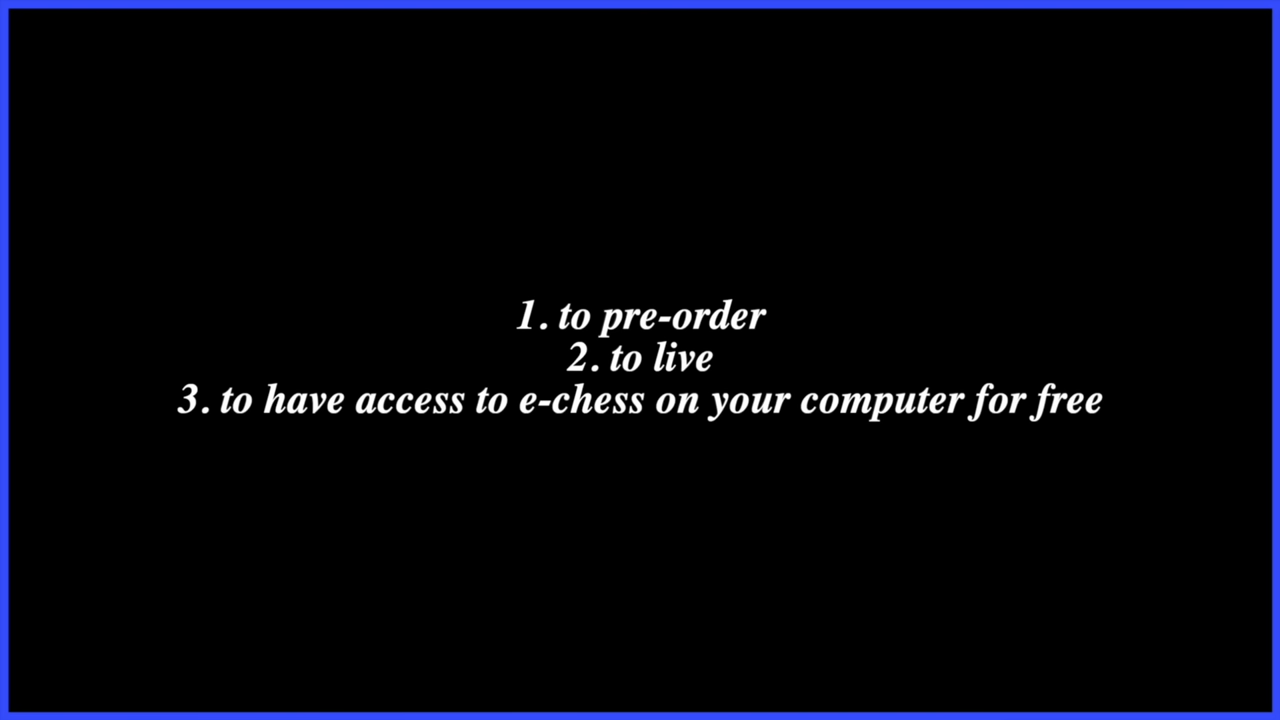 1. to pre-order
2. to live
3. to have access to e-chess on your computer for free